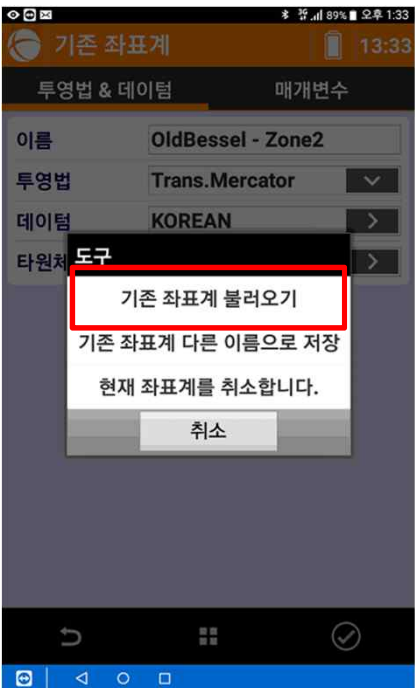 3G 89% 오후 1:33
기존 좌표계 13:33
투영법 & 데이텀 매개변수
이름 OldBessel - Zone2
투영법 Trans.Mercator
데이텀 KOREAN
타원체
도구
기존 좌표계 불러오기
기존 좌표계 다른 이름으로 저장
현재 좌표계를 취소합니다.
취소